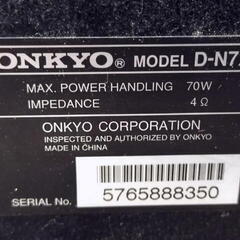 ONKYO® MODEL D-N7
MAX. POWER HANDLING 70W
IMPEDANCE 4 Ω
ONKYO CORPORATION
INSPECTED AND AUTHORIZED BY ONKYO
MADE IN CHINA
SERIAL No. 5765888350